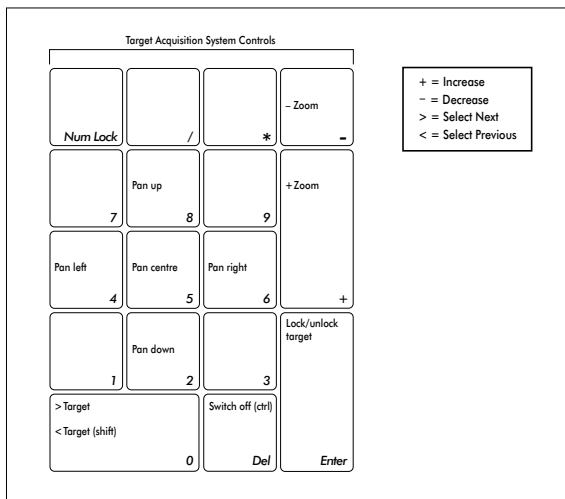 Target Acquisition System Controls
Num Lock
/
*
– Zoom
-
+ = Increase
– = Decrease
> = Select Next
< = Select Previous
7
Pan up
8
9
+ Zoom
+
Pan left
4
Pan centre
5
Pan right
6
1
Pan down
2
3
Lock/unlock
target
Enter
> Target
< Target (shift)
0
Switch off (ctrl)
Del